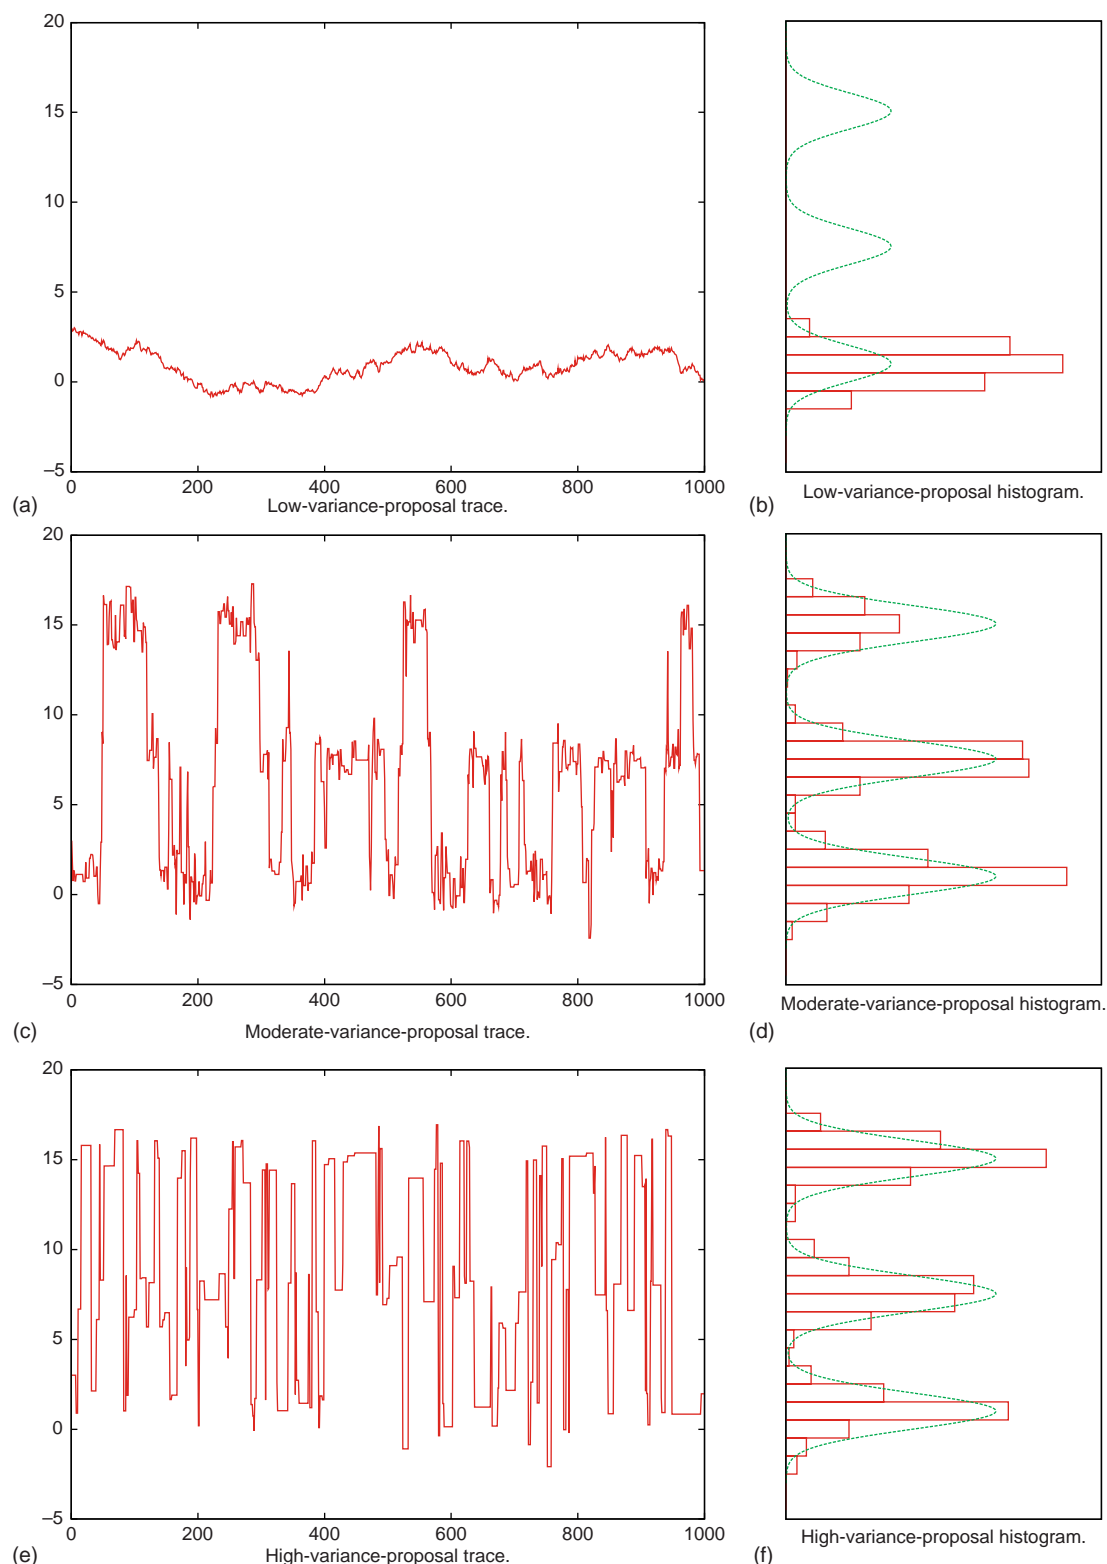 20
15
10
5
0
−5
0 200 400 600 800 1000
(a) Low-variance-proposal trace.
(b) Low-variance-proposal histogram.
20
15
10
5
0
−5
0 200 400 600 800 1000
(c) Moderate-variance-proposal trace.
(d) Moderate-variance-proposal histogram.
20
15
10
5
0
−5
0 200 400 600 800 1000
(e) High-variance-proposal trace.
(f) High-variance-proposal histogram.